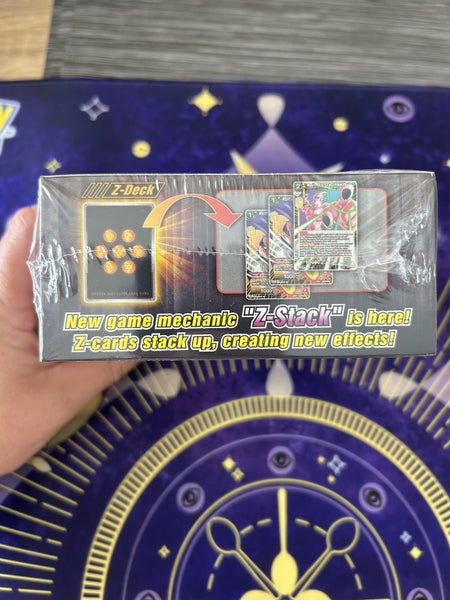 Z-Deck
New game mechanic "Z-Stack" is here!
Z-cards stack up, creating new effects!